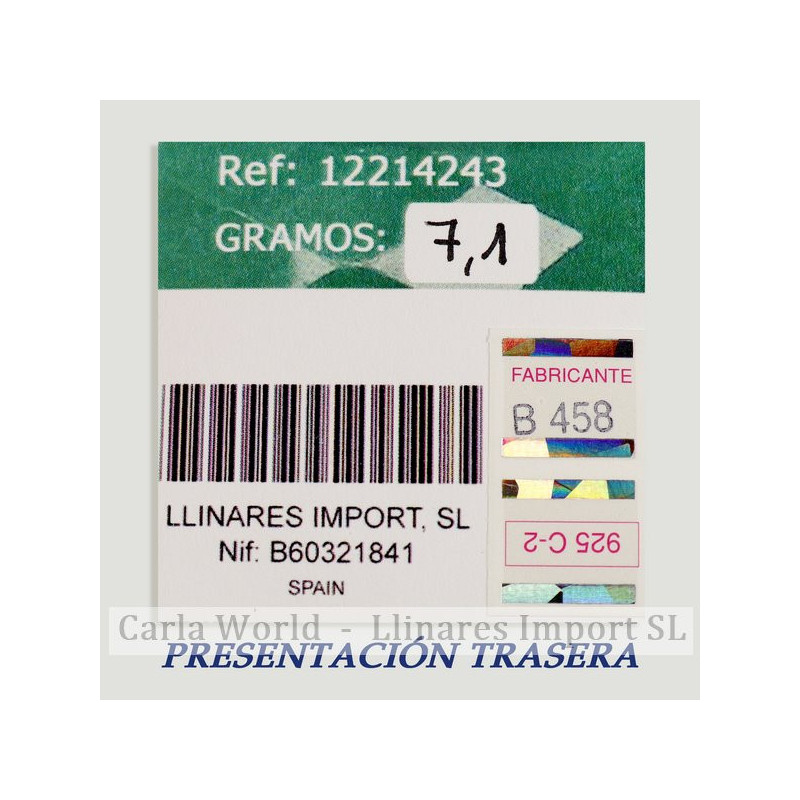 Ref: 12214243
GRAMOS: 7,1
FABRICANTE
B 458
LLINARES IMPORT, SL
Nif: B60321841
SPAIN
925 C-2
Carla World - Llinares Import SL
PRESENTACIÓN TRASERA